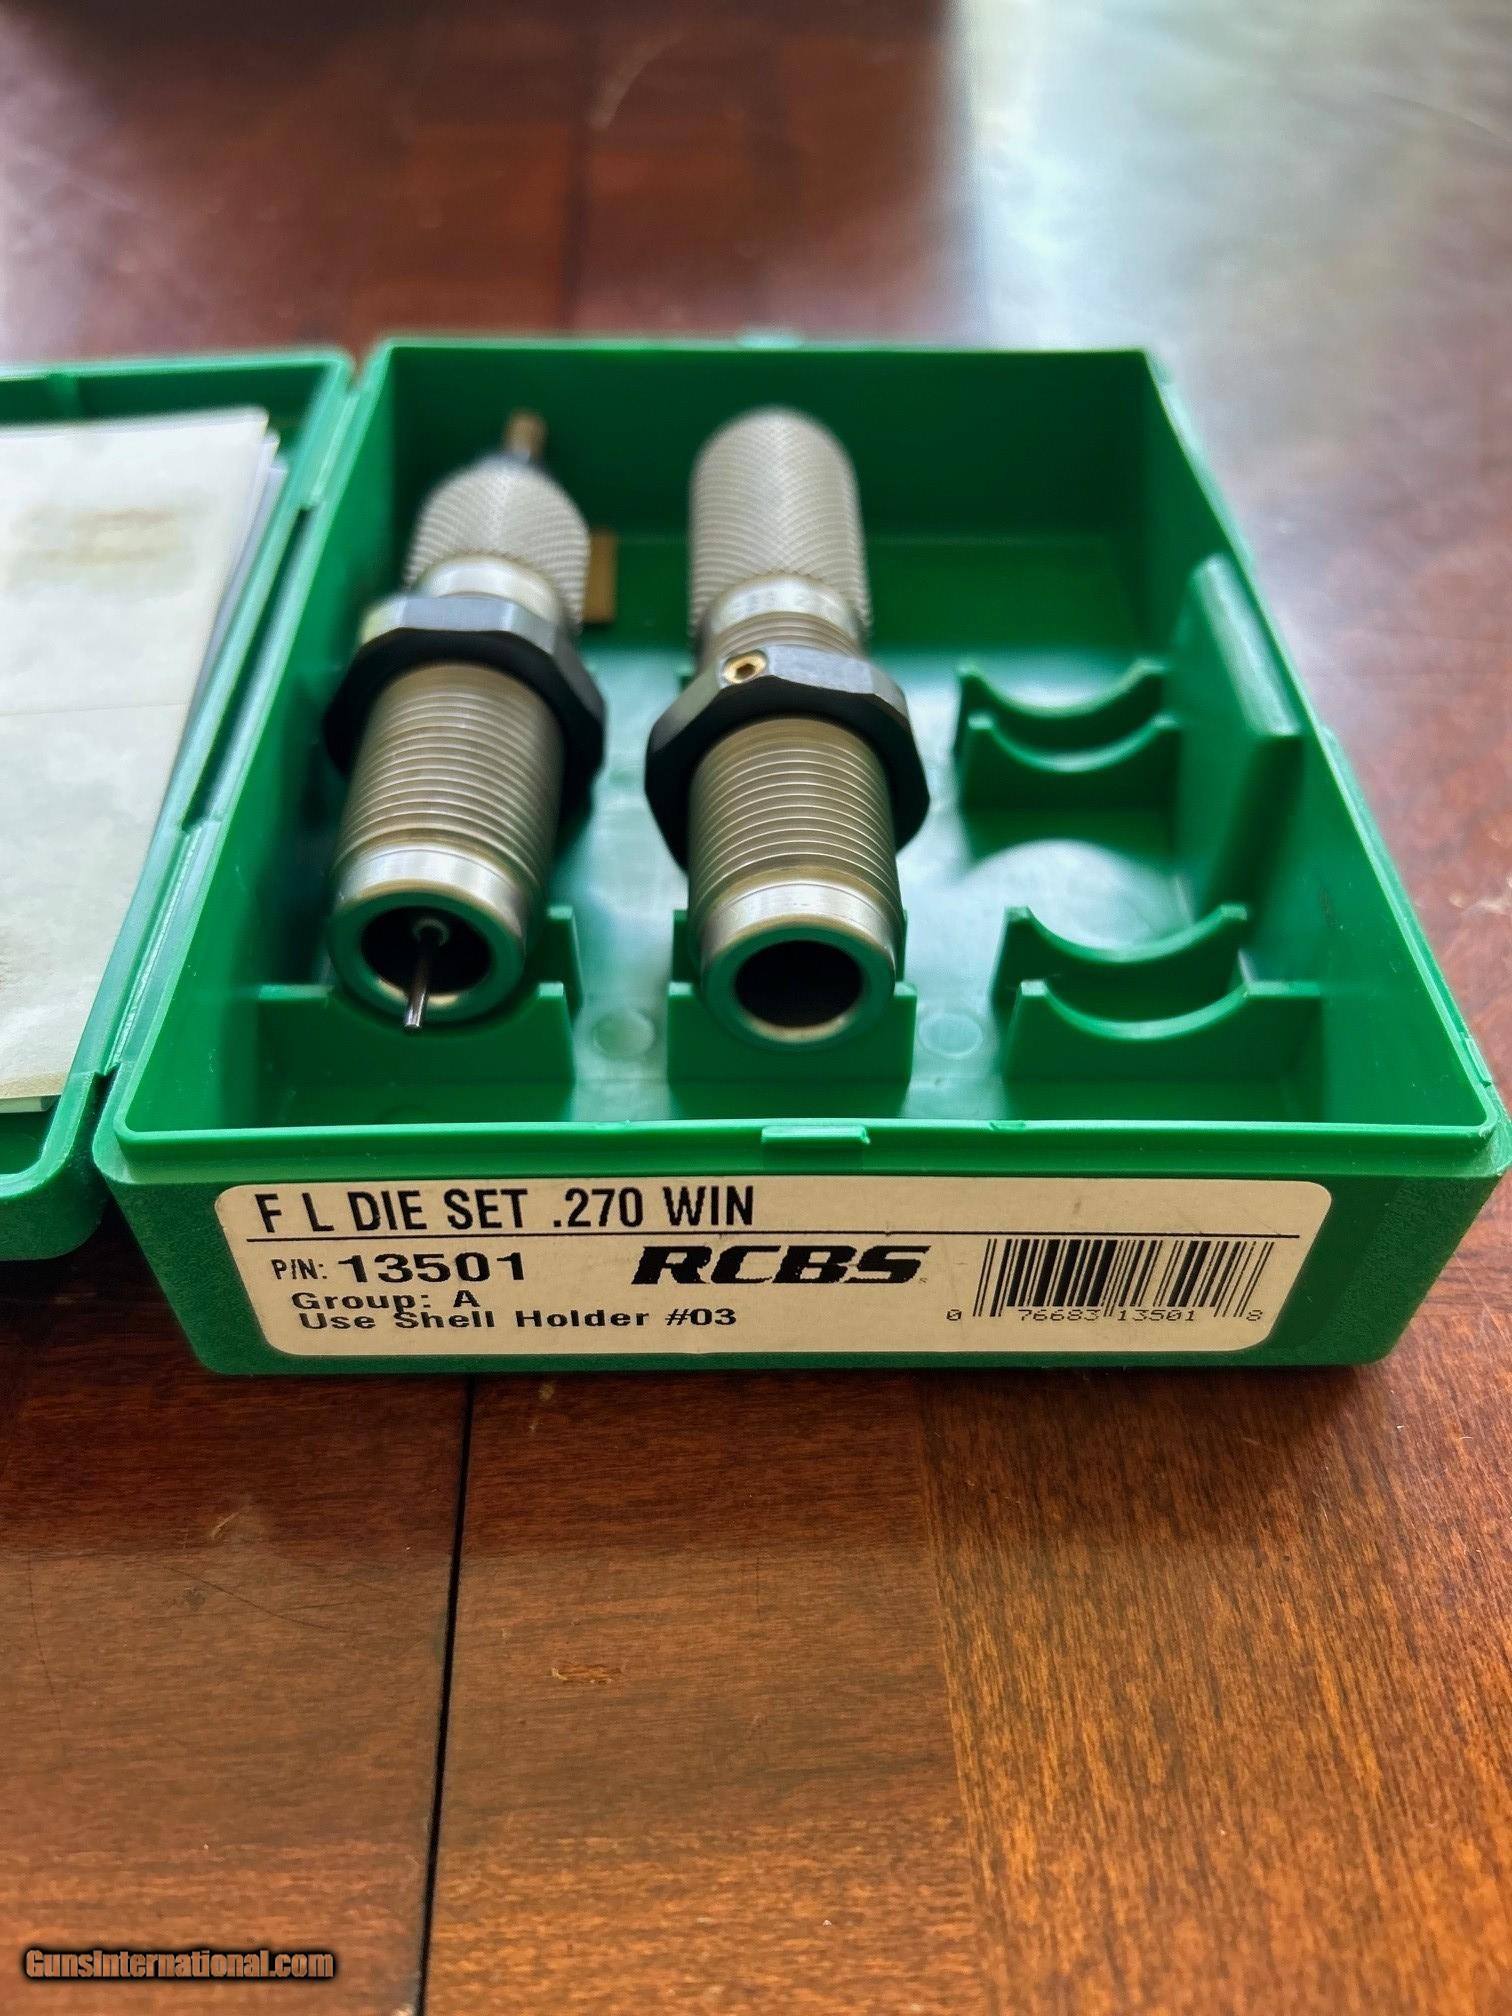 F L DIE SET .270 WIN
P/N: 13501
RCBS
Group: A
Use Shell Holder #03
0 76683 13501 8
GunsInternational.com